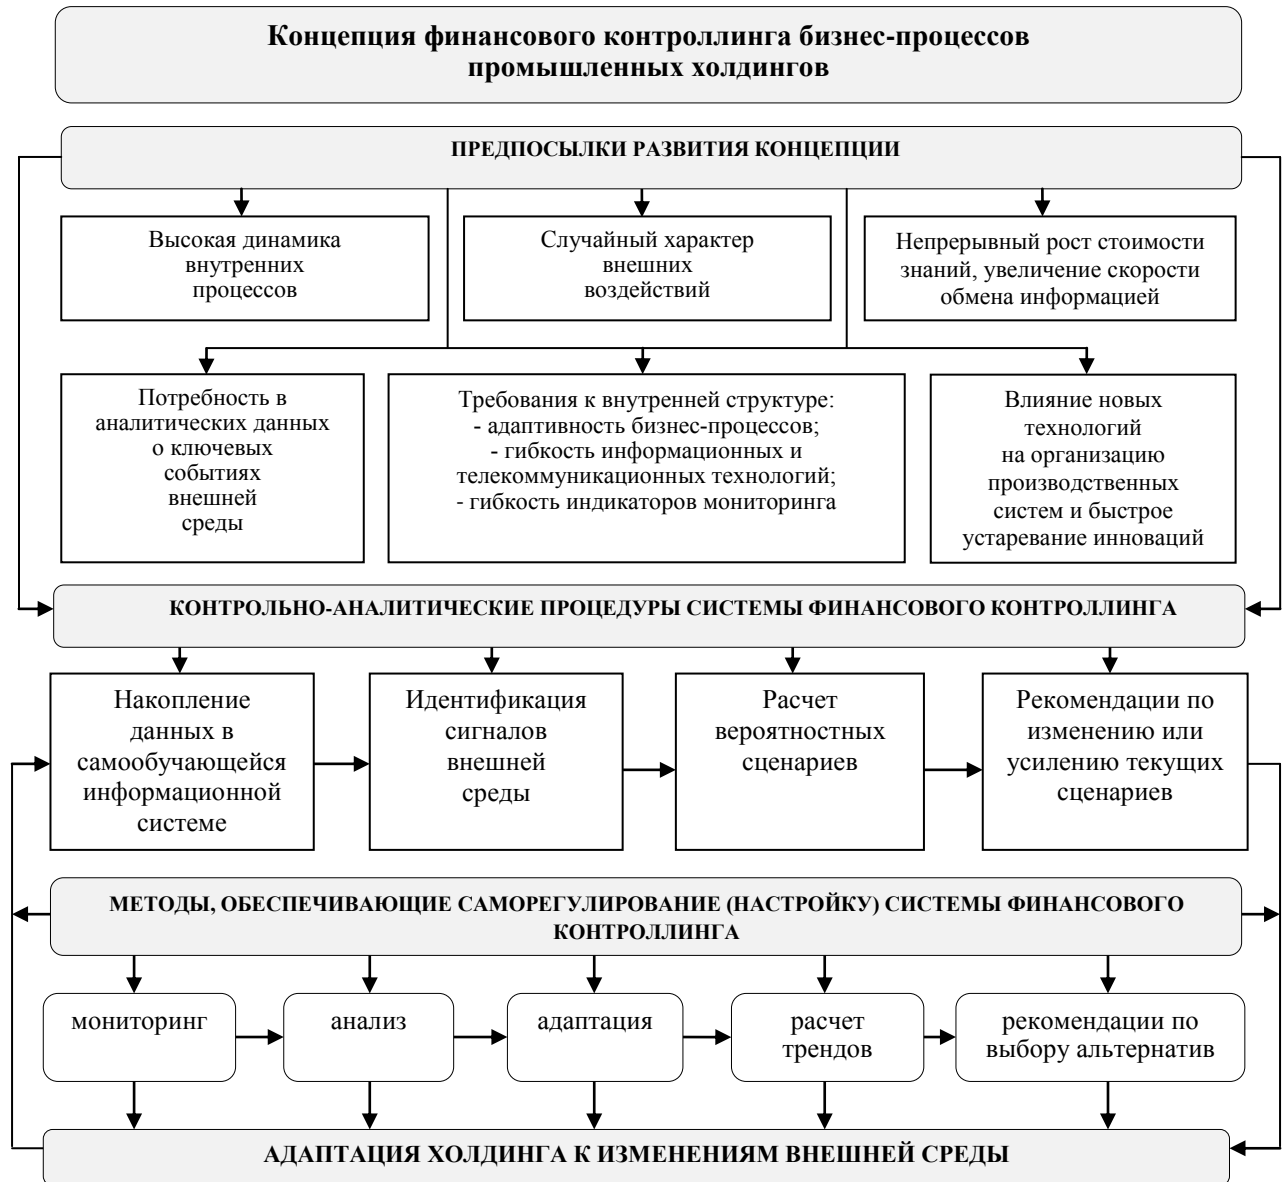 Концепция финансового контроллинга бизнес-процессов
промышленных холдингов
ПРЕДПОСЫЛКИ РАЗВИТИЯ КОНЦЕПЦИИ
Высокая динамика
внутренних
процессов
Случайный характер
внешних
воздействий
Непрерывный рост стоимости
знаний, увеличение скорости
обмена информацией
Потребность в
аналитических данных
о ключевых
событиях
внешней
среды
Требования к внутренней структуре:
- адаптивность бизнес-процессов;
- гибкость информационных и
телекоммуникационных технологий;
- гибкость индикаторов мониторинга
Влияние новых
технологий
на организацию
производственных
систем и быстрое
устаревание инноваций
КОНТРОЛЬНО-АНАЛИТИЧЕСКИЕ ПРОЦЕДУРЫ СИСТЕМЫ ФИНАНСОВОГО КОНТРОЛЛИНГА
Накопление
данных в
самообучающейся
информационной
системе
Идентификация
сигналов
внешней
среды
Расчет
вероятностных
сценариев
Рекомендации по
изменению или
усилению текущих
сценариев
МЕТОДЫ, ОБЕСПЕЧИВАЮЩИЕ САМОРЕГУЛИРОВАНИЕ (НАСТРОЙКУ) СИСТЕМЫ ФИНАНСОВОГО
КОНТРОЛЛИНГА
мониторинг
анализ
адаптация
расчет
трендов
рекомендации по
выбору альтернатив
АДАПТАЦИЯ ХОЛДИНГА К ИЗМЕНЕНИЯМ ВНЕШНЕЙ СРЕДЫ